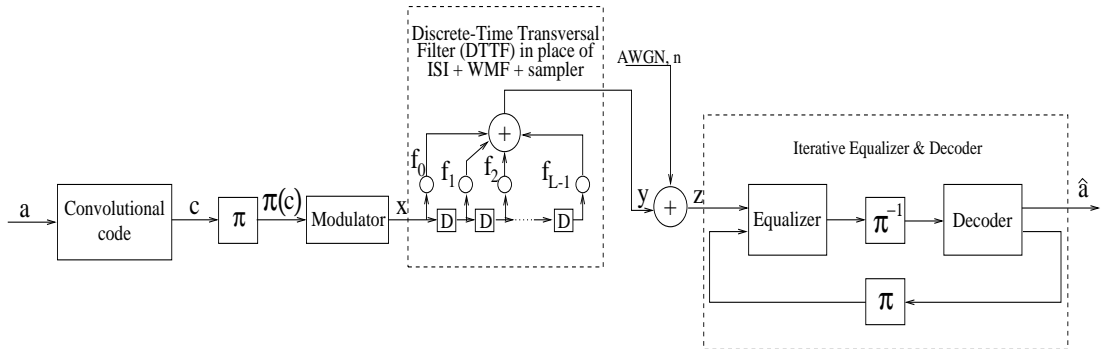 Discrete-Time Transversal
Filter (DTTF) in place of
ISI + WMF + sampler
AWGN, n
Iterative Equalizer & Decoder
+
f0
f1
f2
fL-1
a
Convolutional
code
c
π
π(c)
Modulator
x
D
D
D
y
+
z
Equalizer
π−1
Decoder
â
π